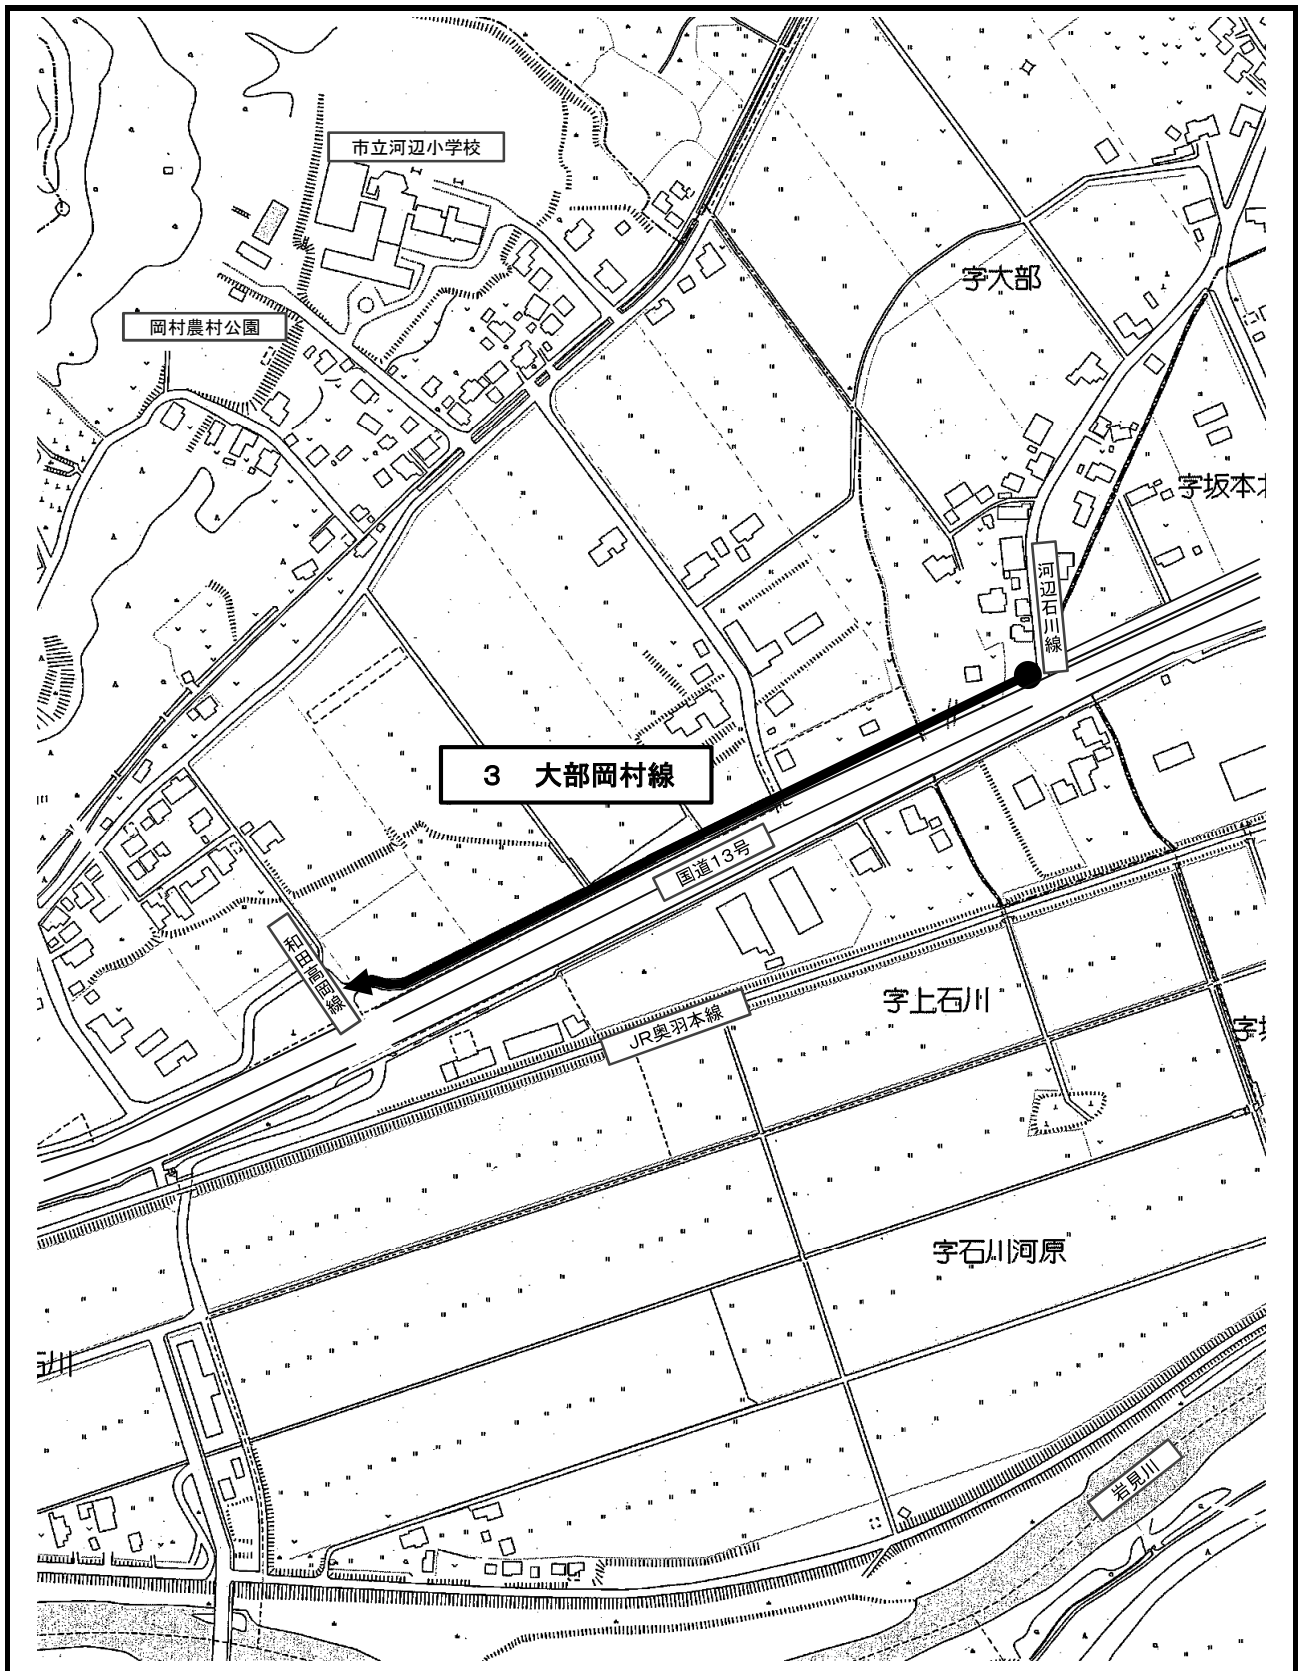 市立河辺小学校
岡村農村公園
字大部
字坂本
河辺石川線
3 大部岡村線
国道13号
和田高岡線
字上石川
JR奥羽本線
字石川河原
石川
岩見川